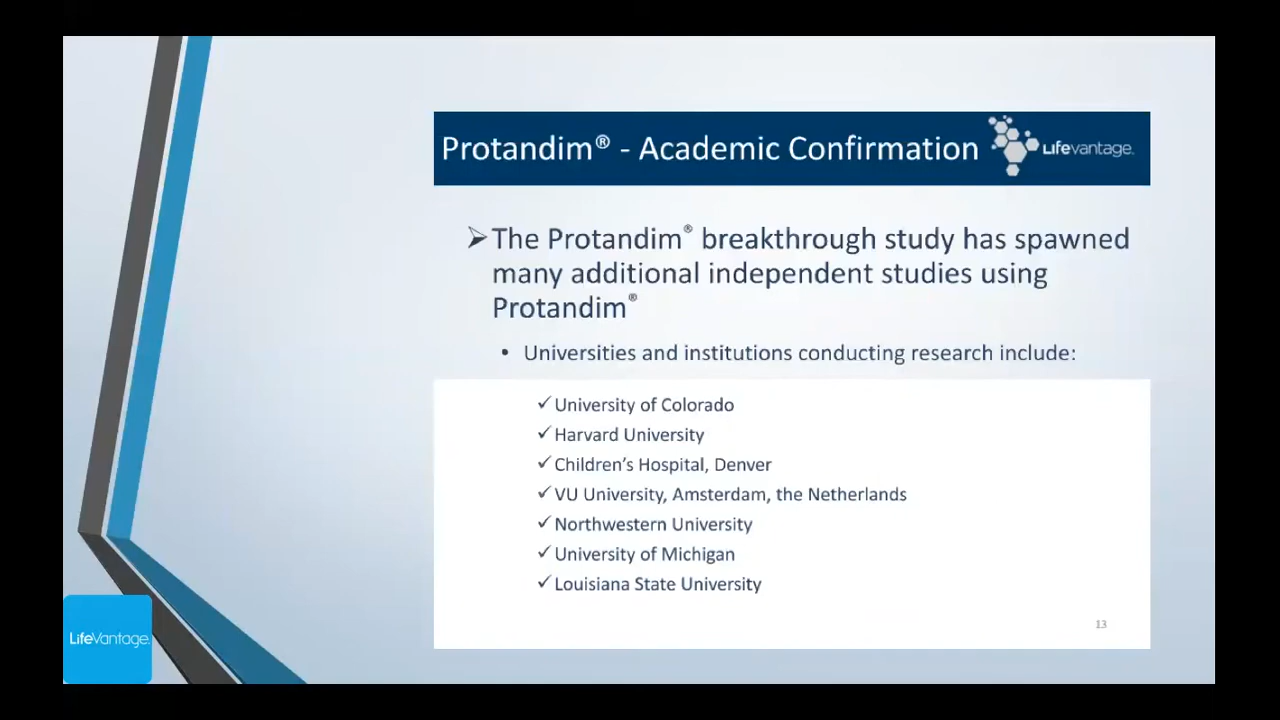 Protandim® - Academic Confirmation
Lifevantage.
➢The Protandim® breakthrough study has spawned
many additional independent studies using
Protandim®
• Universities and institutions conducting research include:
✓University of Colorado
✓Harvard University
✓Children's Hospital, Denver
✓VU University, Amsterdam, the Netherlands
✓Northwestern University
✓University of Michigan
✓Louisiana State University
13
LifeVantage.